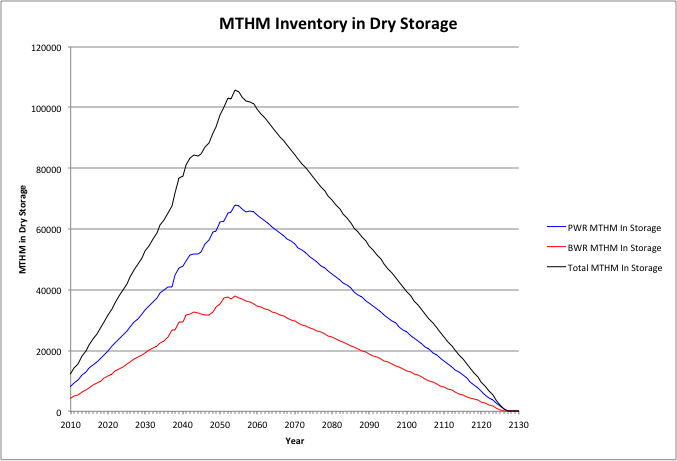 MTHM Inventory in Dry Storage
120000
100000
80000
60000
40000
20000
0
MTHM in Dry Storage
2010 2020 2030 2040 2050 2060 2070 2080 2090 2100 2110 2120 2130
Year
PWR MTHM In Storage
BWR MTHM In Storage
Total MTHM In Storage